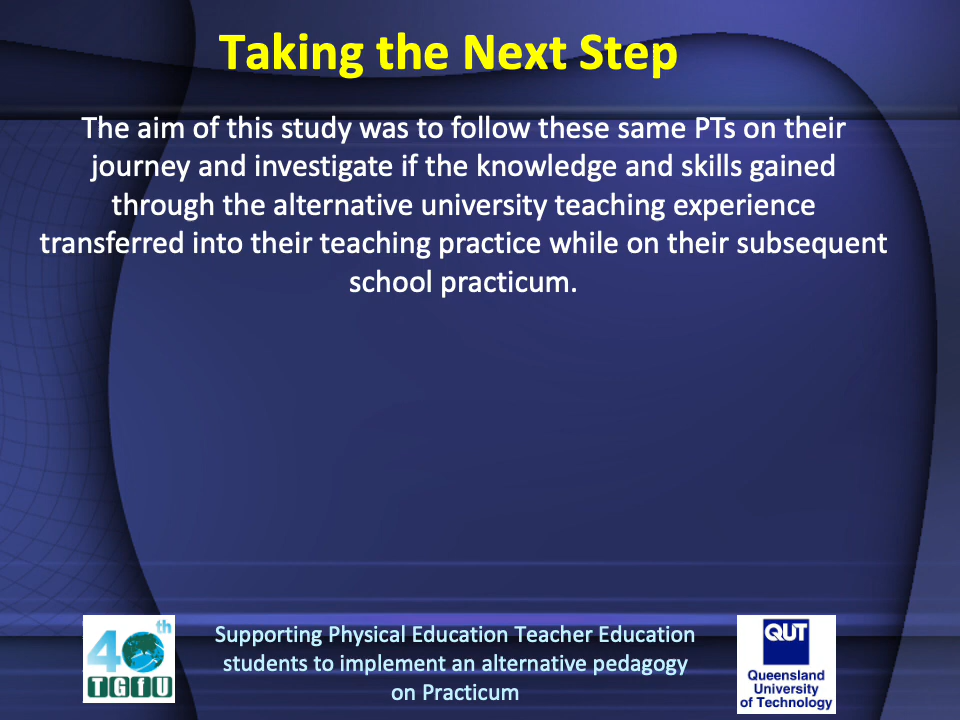 Taking the Next Step
The aim of this study was to follow these same PTs on their
journey and investigate if the knowledge and skills gained
through the alternative university teaching experience
transferred into their teaching practice while on their subsequent
school practicum.
40th
TGfU
Supporting Physical Education Teacher Education
students to implement an alternative pedagogy
on Practicum
QUT
Queensland
University
of Technology